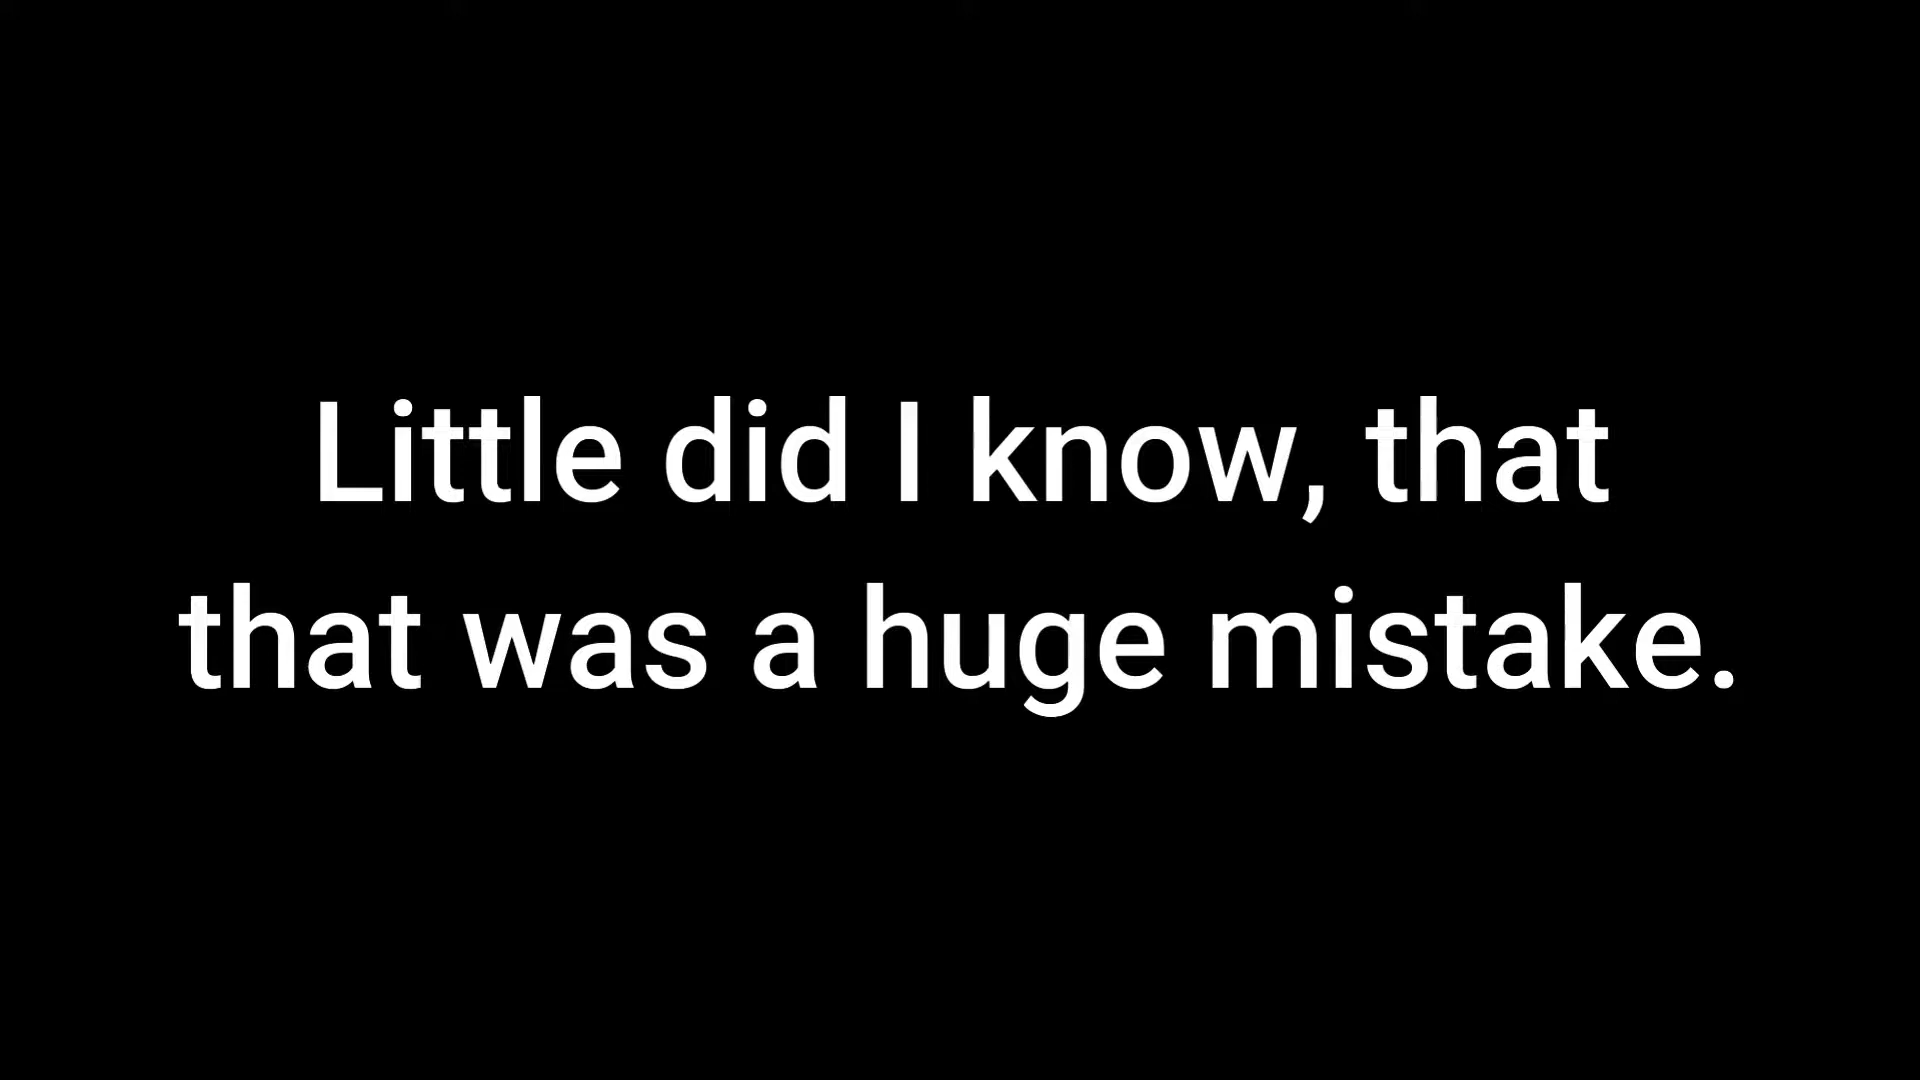 Little did I know, that
that was a huge mistake.